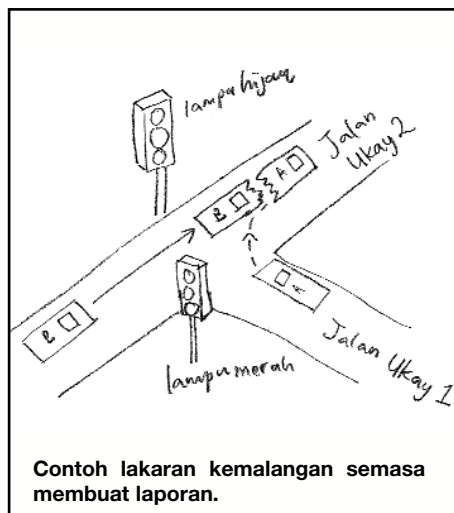 lampu hijau
Jalan
Ukay 2
B
A
B
A
Jalan Ukay 1
lampu merah
Contoh lakaran kemalangan semasa
membuat laporan.